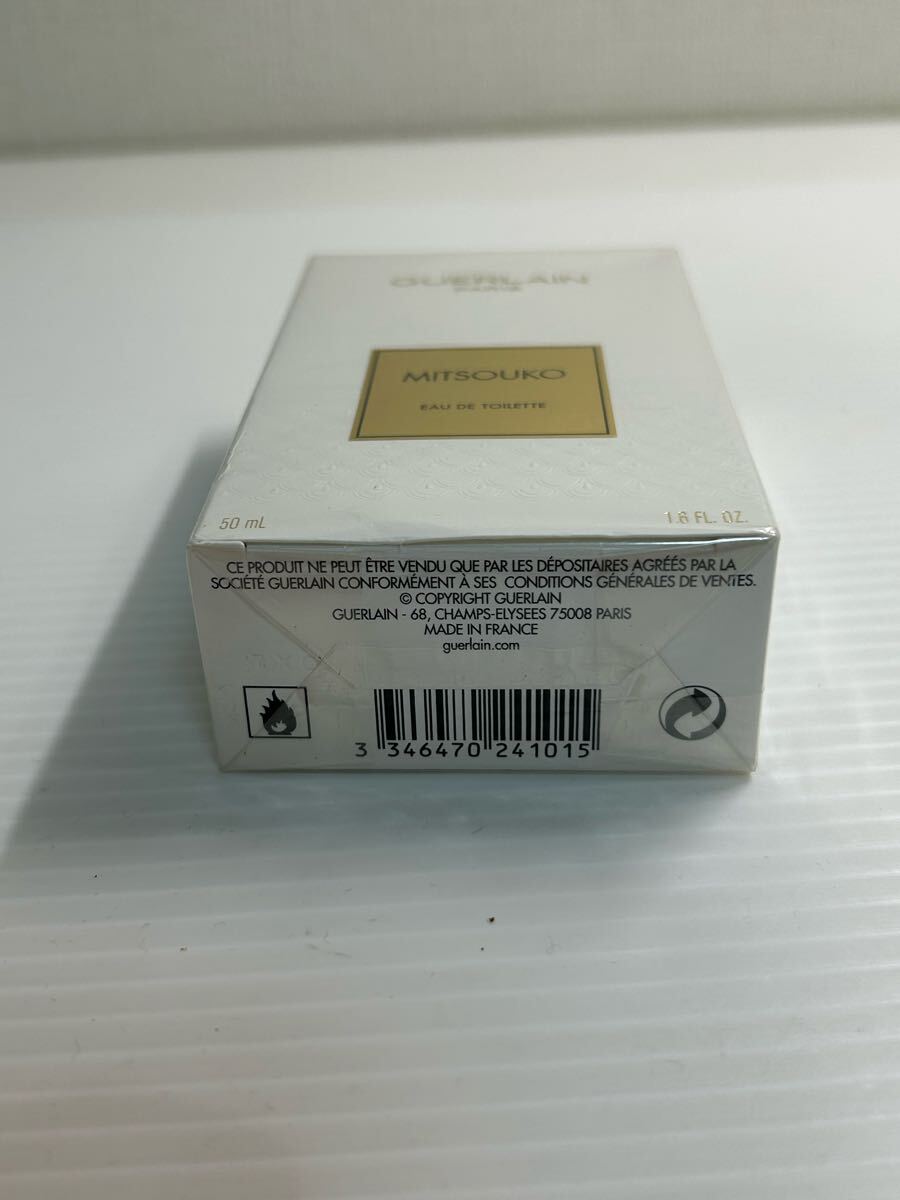 GUERLAIN
PARIS
MITSOUKO
EAU DE TOILETTE
50 mL
1.6 FL. OZ.
CE PRODUIT NE PEUT ÊTRE VENDU QUE PAR LES DÉPOSITAIRES AGRÉÉS PAR LA
SOCIÉTÉ GUERLAIN CONFORMÉMENT À SES CONDITIONS GÉNÉRALES DE VENTES.
© COPYRIGHT GUERLAIN
GUERLAIN - 68, CHAMPS-ELYSEES 75008 PARIS
MADE IN FRANCE
guerlain.com
3 346470 241015